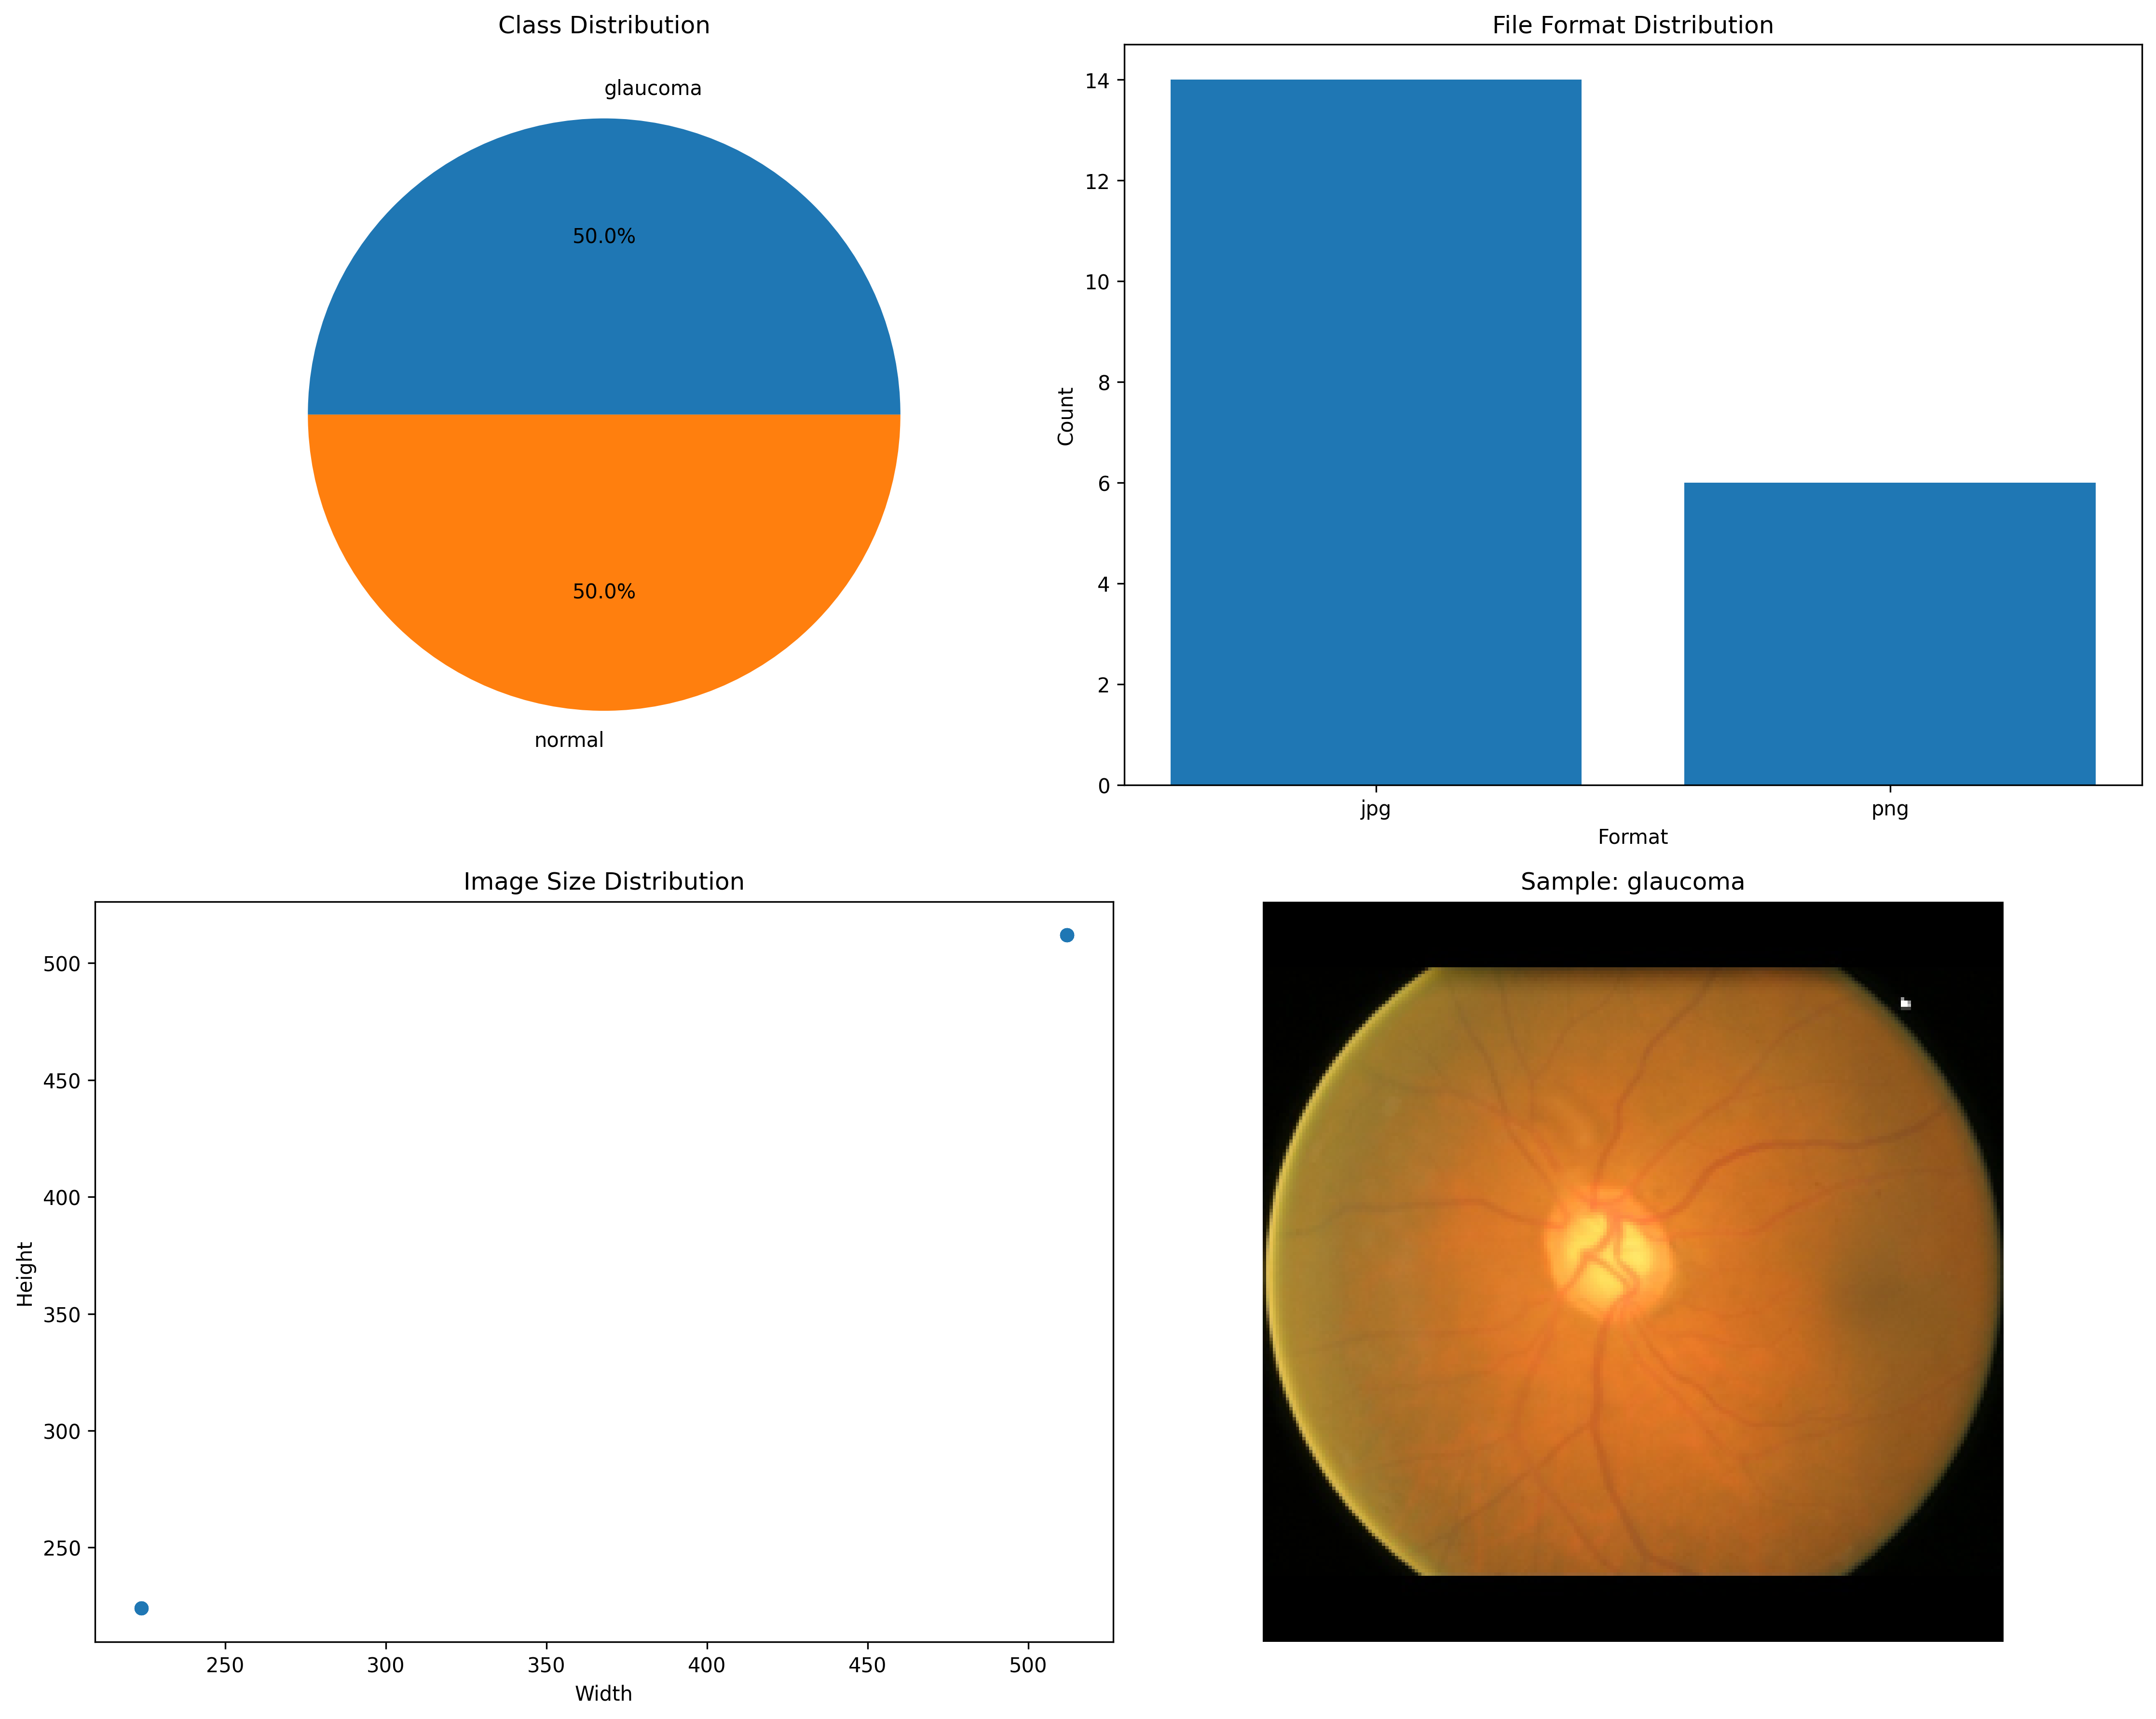 Class Distribution
glaucoma
50.0%
50.0%
normal
File Format Distribution
14
12
10
8
6
4
2
0
Count
jpg
png
Format
Image Size Distribution
500
450
400
350
300
250
Height
250
300
350
400
450
500
Width
Sample: glaucoma